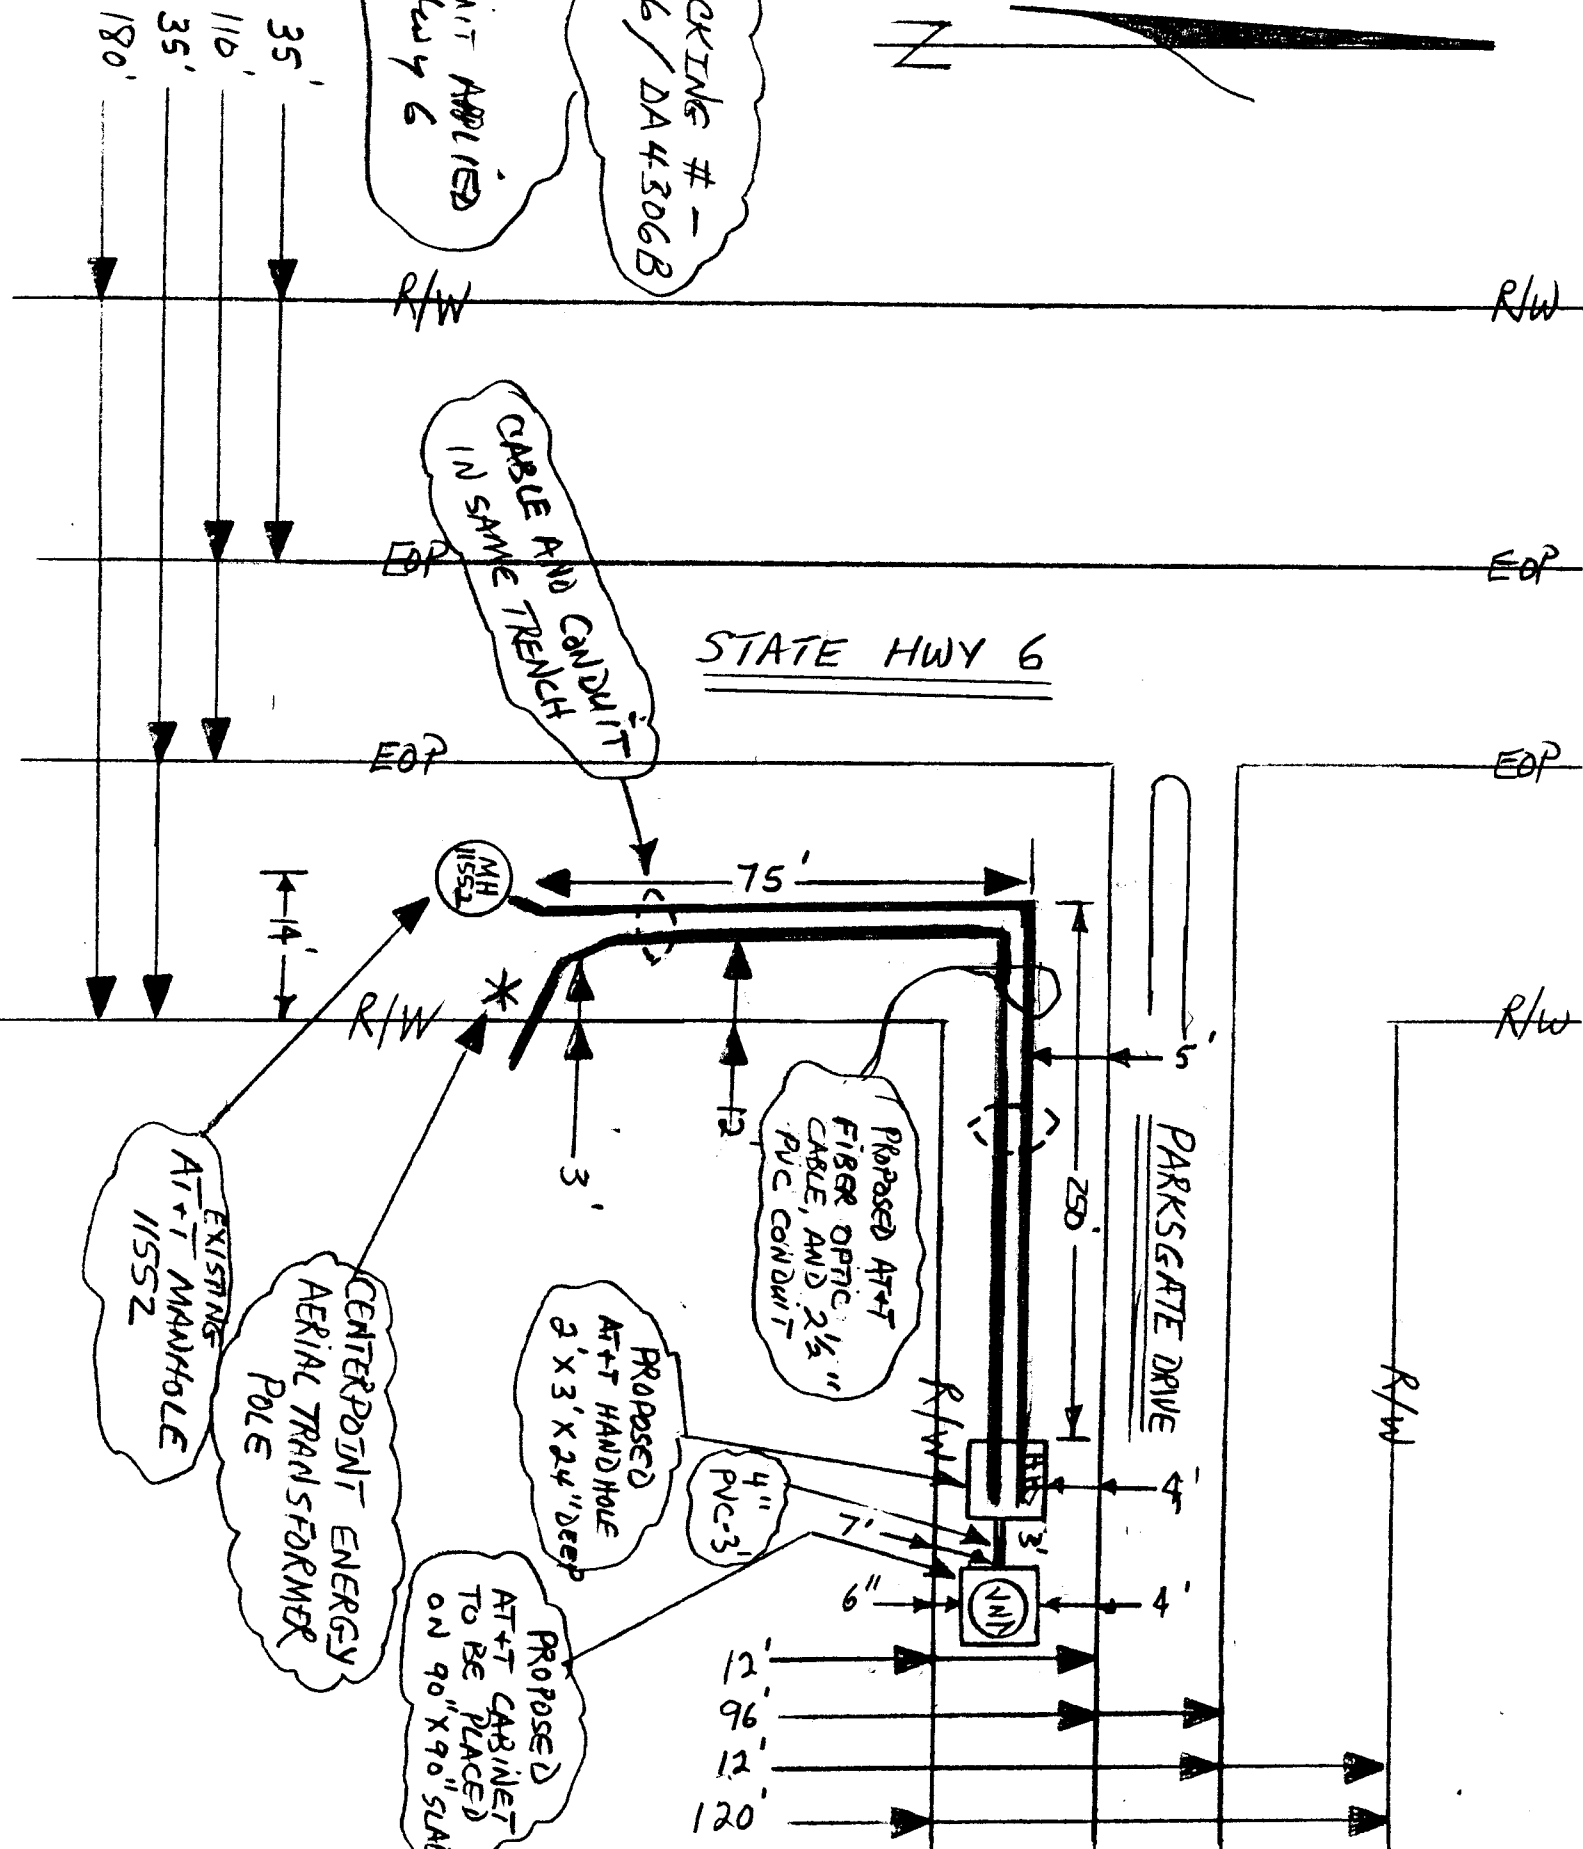 35'
110'
35'
180'
CKING # -
6/DA4306B
MIT APPLIED
HWY 6
N
R/W
R/W
CABLE AND CONDUIT
IN SAME TRENCH
EOP
EOP
STATE HWY 6
EOP
EOP
MH
11552
75'
14'
R/W
R/W
*
3'
12'
5'
250'
PARKSGATE DRIVE
PROPOSED AT+T
FIBER OPTIC
CABLE, AND 2½"
PVC CONDUIT
EXISTING
AT+T MANHOLE
11552
CENTERPOINT ENERGY
AERIAL TRANSFORMER
POLE
PROPOSED
AT+T HANDHOLE
2'X3'X24"DEEP
R/W
R/W
HH
4'
4"
PVC-3'
7'
3'
6"
4'
PROPOSED
AT+T CABINET
TO BE PLACED
ON 90"X90" SLAB
12'
96'
12'
120'